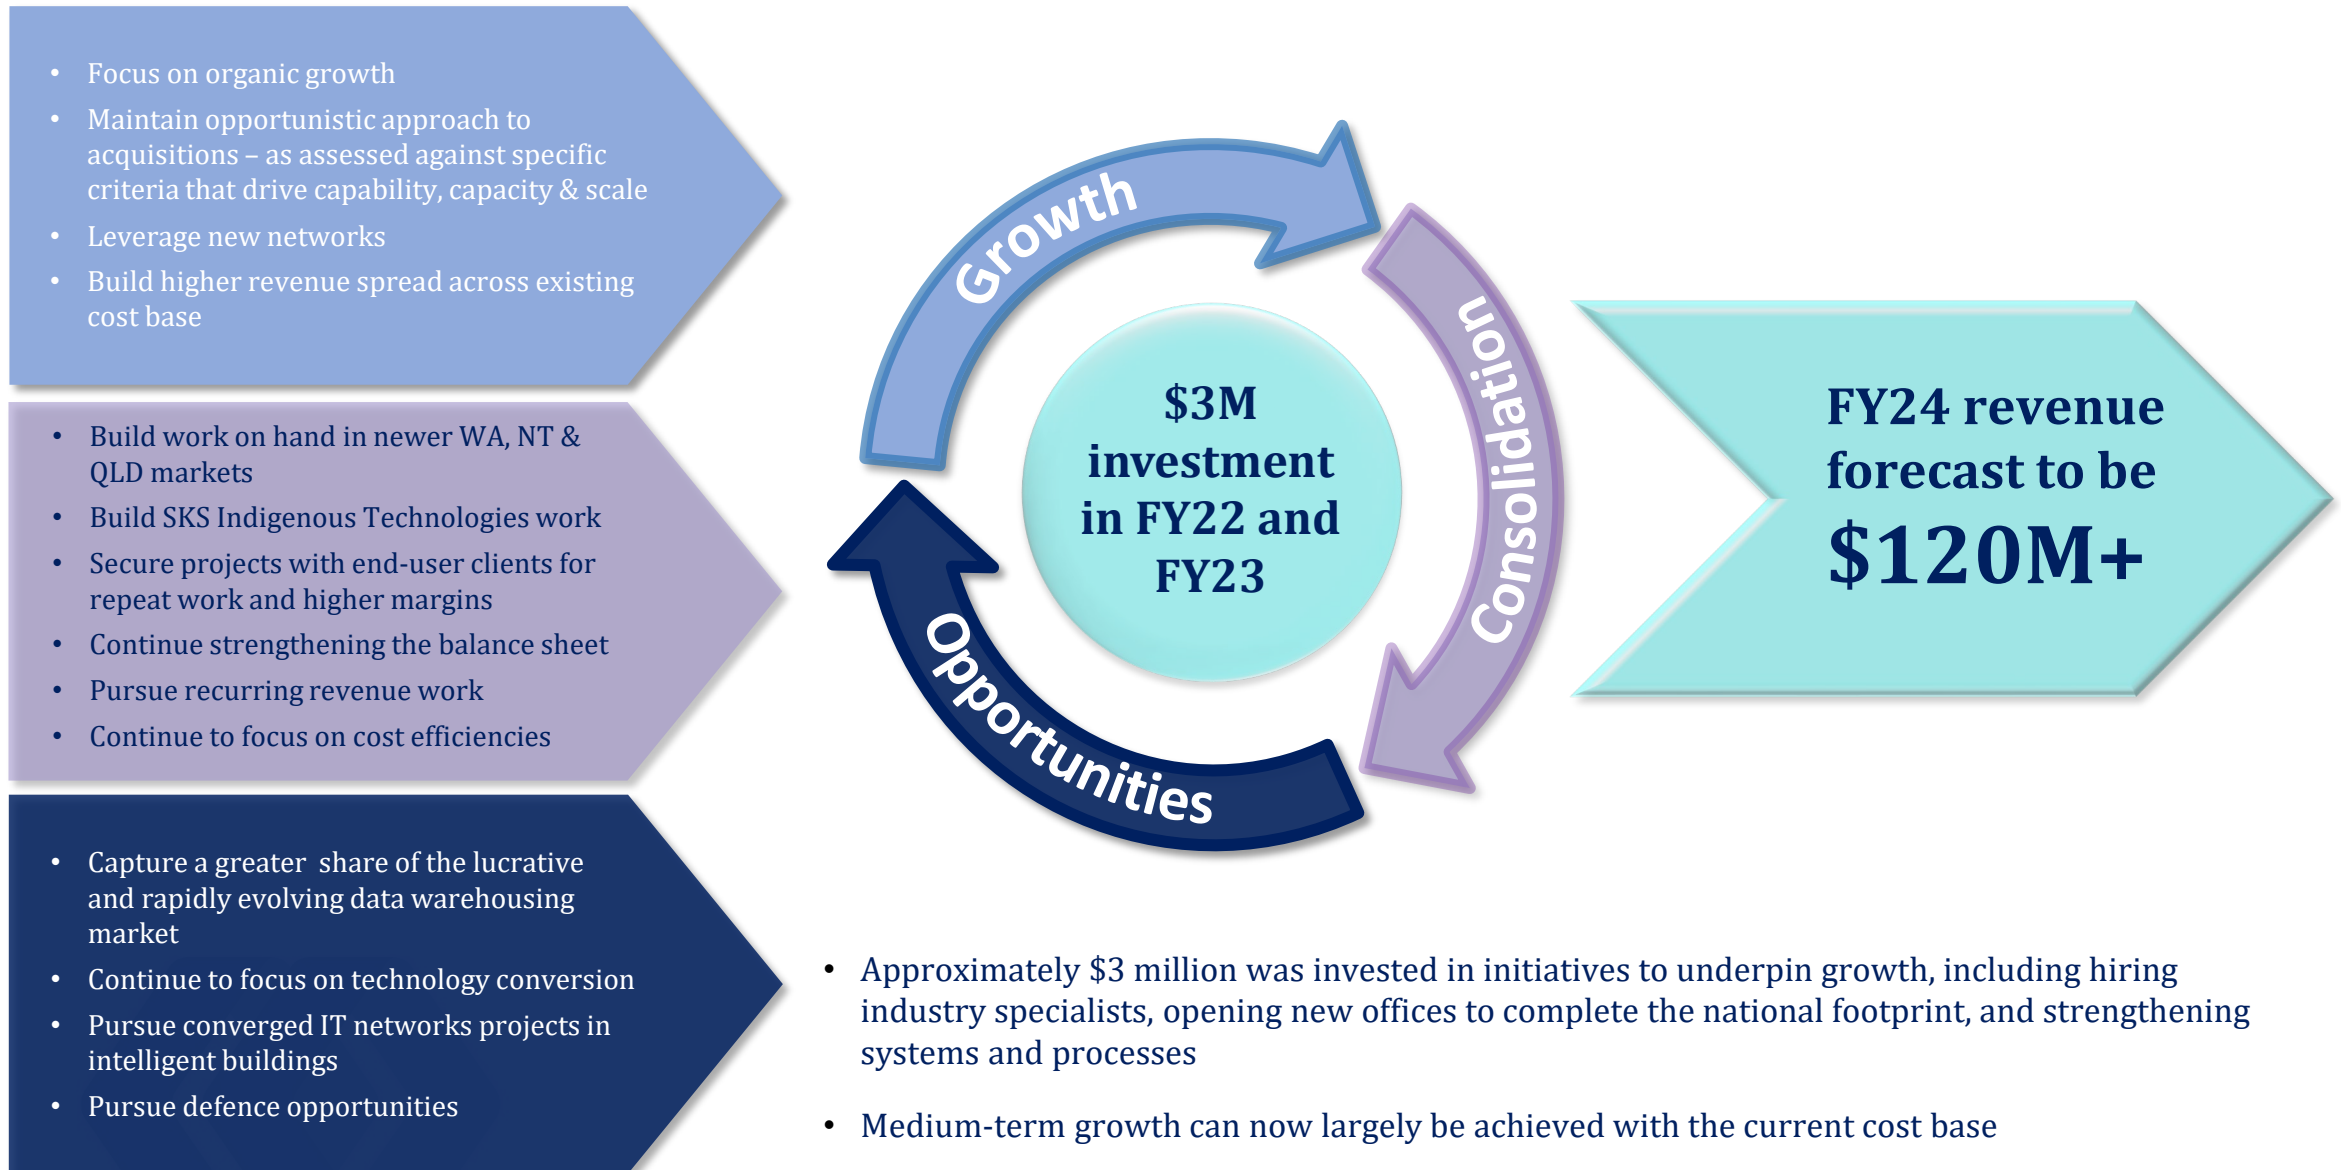 • Focus on organic growth
• Maintain opportunistic approach to
acquisitions – as assessed against specific
criteria that drive capability, capacity & scale
• Leverage new networks
• Build higher revenue spread across existing
cost base
• Build work on hand in newer WA, NT &
QLD markets
• Build SKS Indigenous Technologies work
• Secure projects with end-user clients for
repeat work and higher margins
• Continue strengthening the balance sheet
• Pursue recurring revenue work
• Continue to focus on cost efficiencies
• Capture a greater  share of the lucrative
and rapidly evolving data warehousing
market
• Continue to focus on technology conversion
• Pursue converged IT networks projects in
intelligent buildings
• Pursue defence opportunities
Growth
Consolidation
Opportunities
$3M
investment
in FY22 and
FY23
FY24 revenue
forecast to be
$120M+
• Approximately $3 million was invested in initiatives to underpin growth, including hiring
industry specialists, opening new offices to complete the national footprint, and strengthening
systems and processes
• Medium-term growth can now largely be achieved with the current cost base